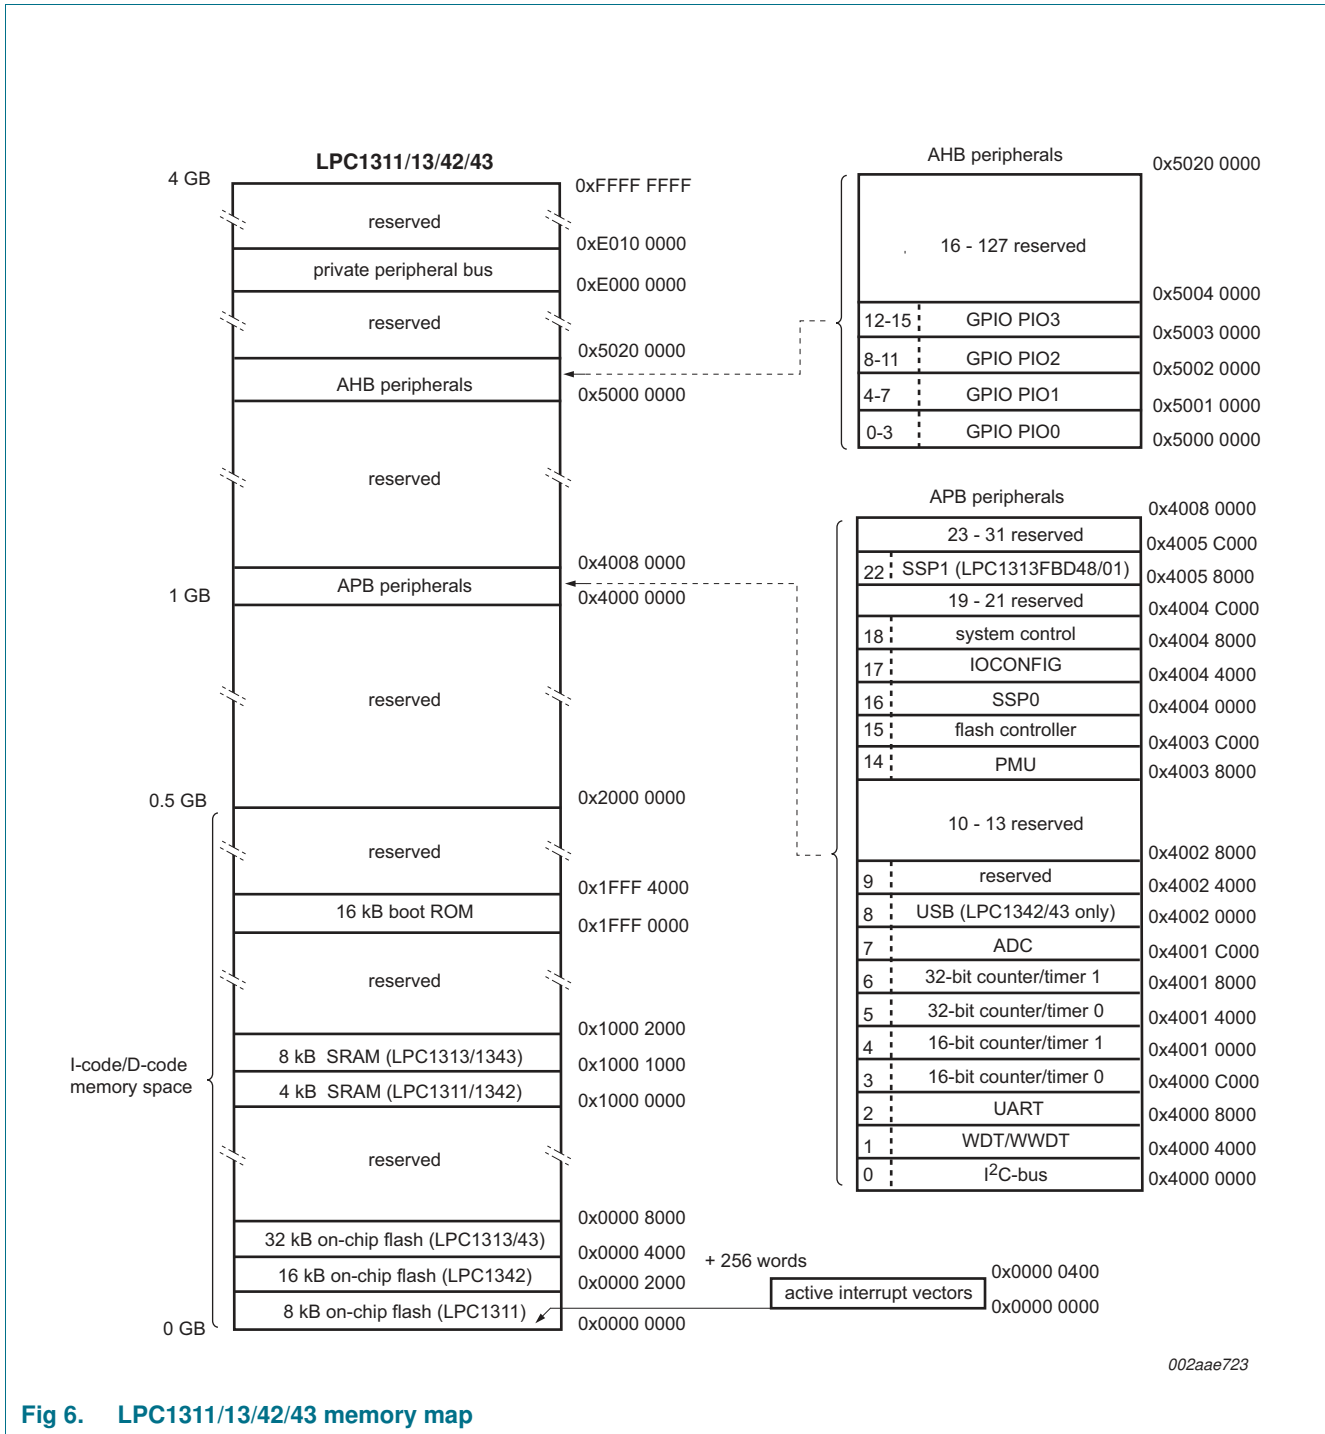 LPC1311/13/42/43
4 GB
0xFFFF FFFF
reserved
0xE010 0000
private peripheral bus
0xE000 0000
reserved
0x5020 0000
AHB peripherals
0x5000 0000
reserved
0x4008 0000
APB peripherals
1 GB
0x4000 0000
reserved
0.5 GB
0x2000 0000
reserved
0x1FFF 4000
16 kB boot ROM
0x1FFF 0000
reserved
0x1000 2000
8 kB SRAM (LPC1313/1343)
0x1000 1000
I-code/D-code
memory space
4 kB SRAM (LPC1311/1342)
0x1000 0000
reserved
0x0000 8000
32 kB on-chip flash (LPC1313/43)
0x0000 4000
16 kB on-chip flash (LPC1342)
0x0000 2000
8 kB on-chip flash (LPC1311)
0 GB
0x0000 0000
+ 256 words
0x0000 0400
active interrupt vectors
0x0000 0000
AHB peripherals
0x5020 0000
16 - 127 reserved
0x5004 0000
12-15 GPIO PIO3
0x5003 0000
8-11 GPIO PIO2
0x5002 0000
4-7 GPIO PIO1
0x5001 0000
0-3 GPIO PIO0
0x5000 0000
APB peripherals
0x4008 0000
23 - 31 reserved
0x4005 C000
22 SSP1 (LPC1313FBD48/01)
0x4005 8000
19 - 21 reserved
0x4004 C000
18 system control
0x4004 8000
17 IOCONFIG
0x4004 4000
16 SSP0
0x4004 0000
15 flash controller
0x4003 C000
14 PMU
0x4003 8000
10 - 13 reserved
0x4002 8000
9 reserved
0x4002 4000
8 USB (LPC1342/43 only)
0x4002 0000
7 ADC
0x4001 C000
6 32-bit counter/timer 1
0x4001 8000
5 32-bit counter/timer 0
0x4001 4000
4 16-bit counter/timer 1
0x4001 0000
3 16-bit counter/timer 0
0x4000 C000
2 UART
0x4000 8000
1 WDT/WWDT
0x4000 4000
0 I2C-bus
0x4000 0000
002aae723
Fig 6. LPC1311/13/42/43 memory map